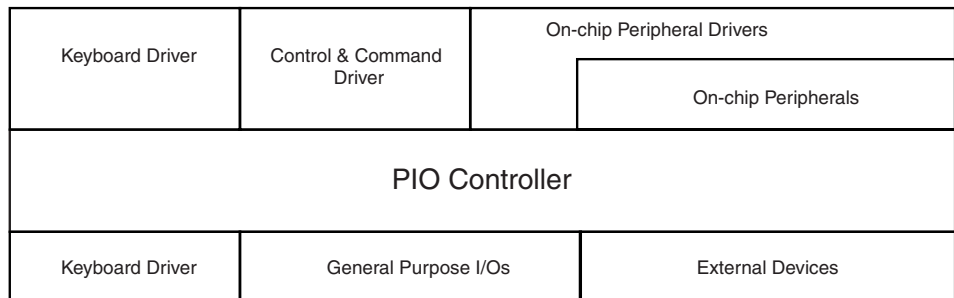 Keyboard Driver
Control & Command
Driver
On-chip Peripheral Drivers
On-chip Peripherals
PIO Controller
Keyboard Driver
General Purpose I/Os
External Devices